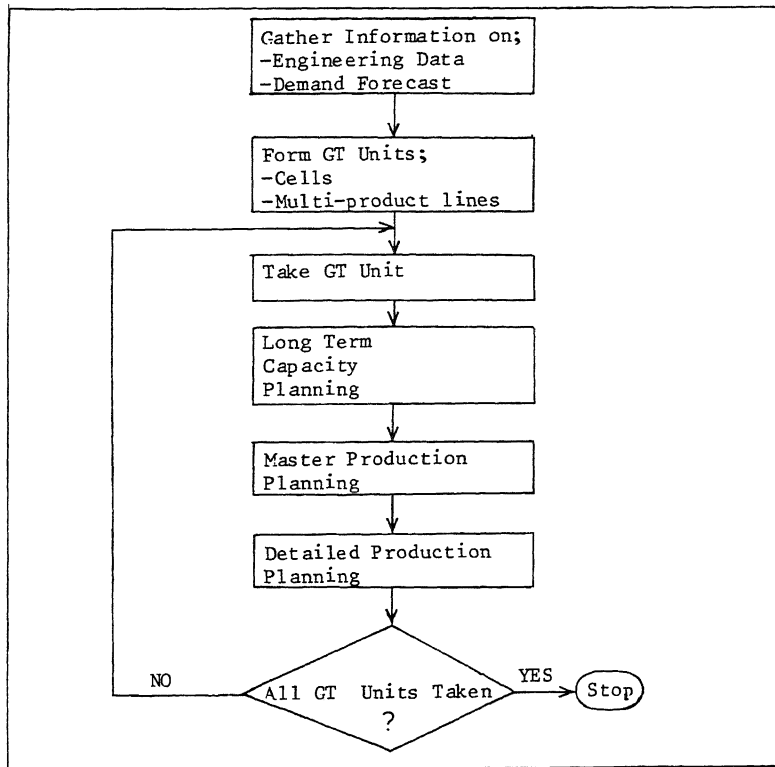 Gather Information on;
-Engineering Data
-Demand Forecast
Form GT Units;
-Cells
-Multi-product lines
Take GT Unit
Long Term
Capacity
Planning
Master Production
Planning
Detailed Production
Planning
NO
All GT Units Taken
?
YES
Stop